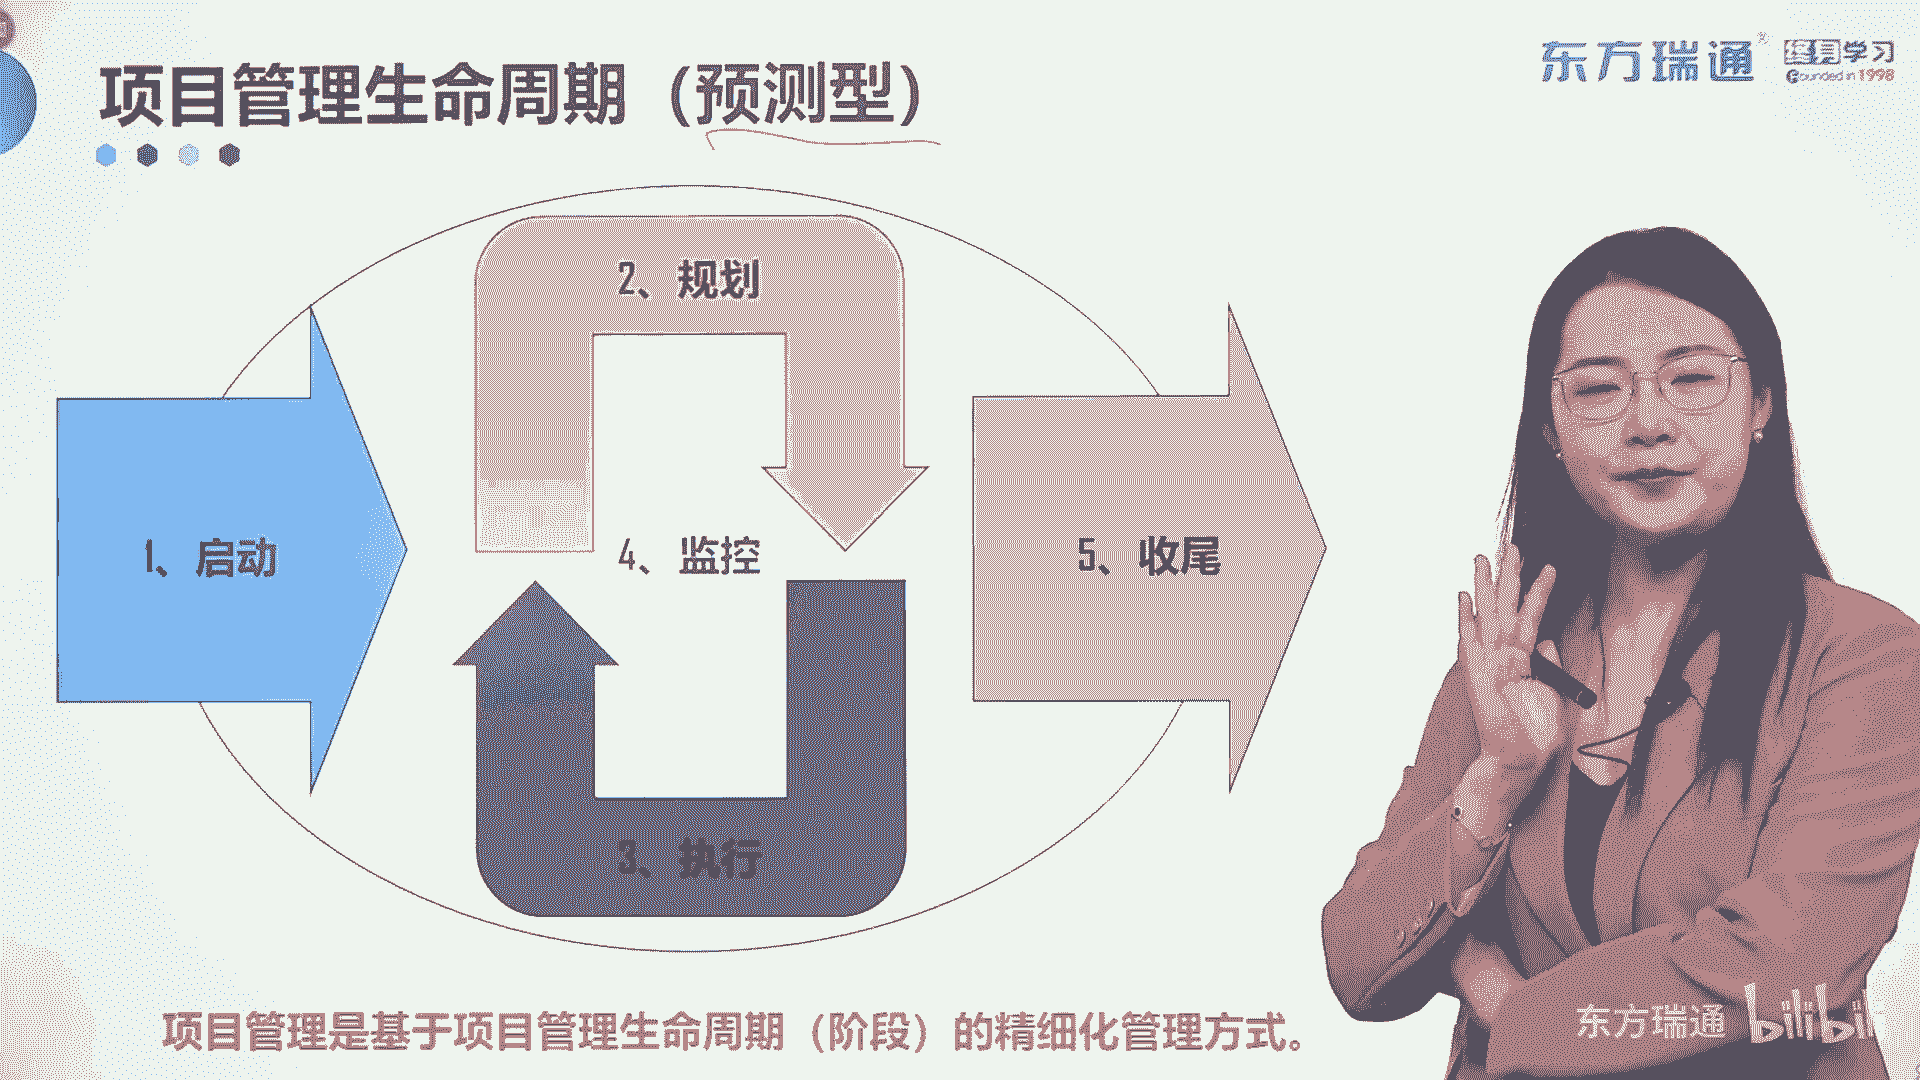 项目管理生命周期（预测型）
东方瑞通®
终身学习
Founded in 1998
2、规划
1、启动
4、监控
5、收尾
3、执行
项目管理是基于项目管理生命周期（阶段）的精细化管理方式。
东方瑞通 bilibili